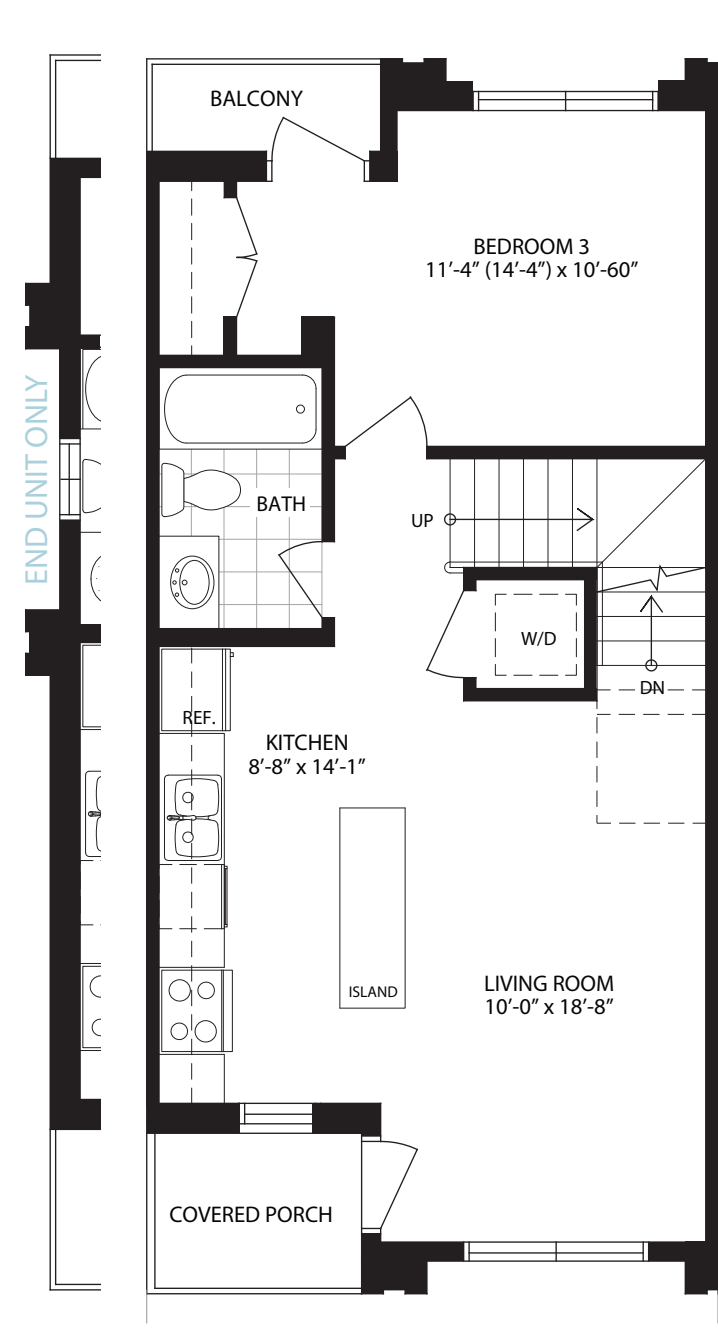 BALCONY
BEDROOM 3
11’-4” (14’-4”) x 10’-60”
END UNIT ONLY
BATH
UP
W/D
DN
REF.
KITCHEN
8’-8” x 14’-1”
ISLAND
LIVING ROOM
10’-0” x 18’-8”
COVERED PORCH